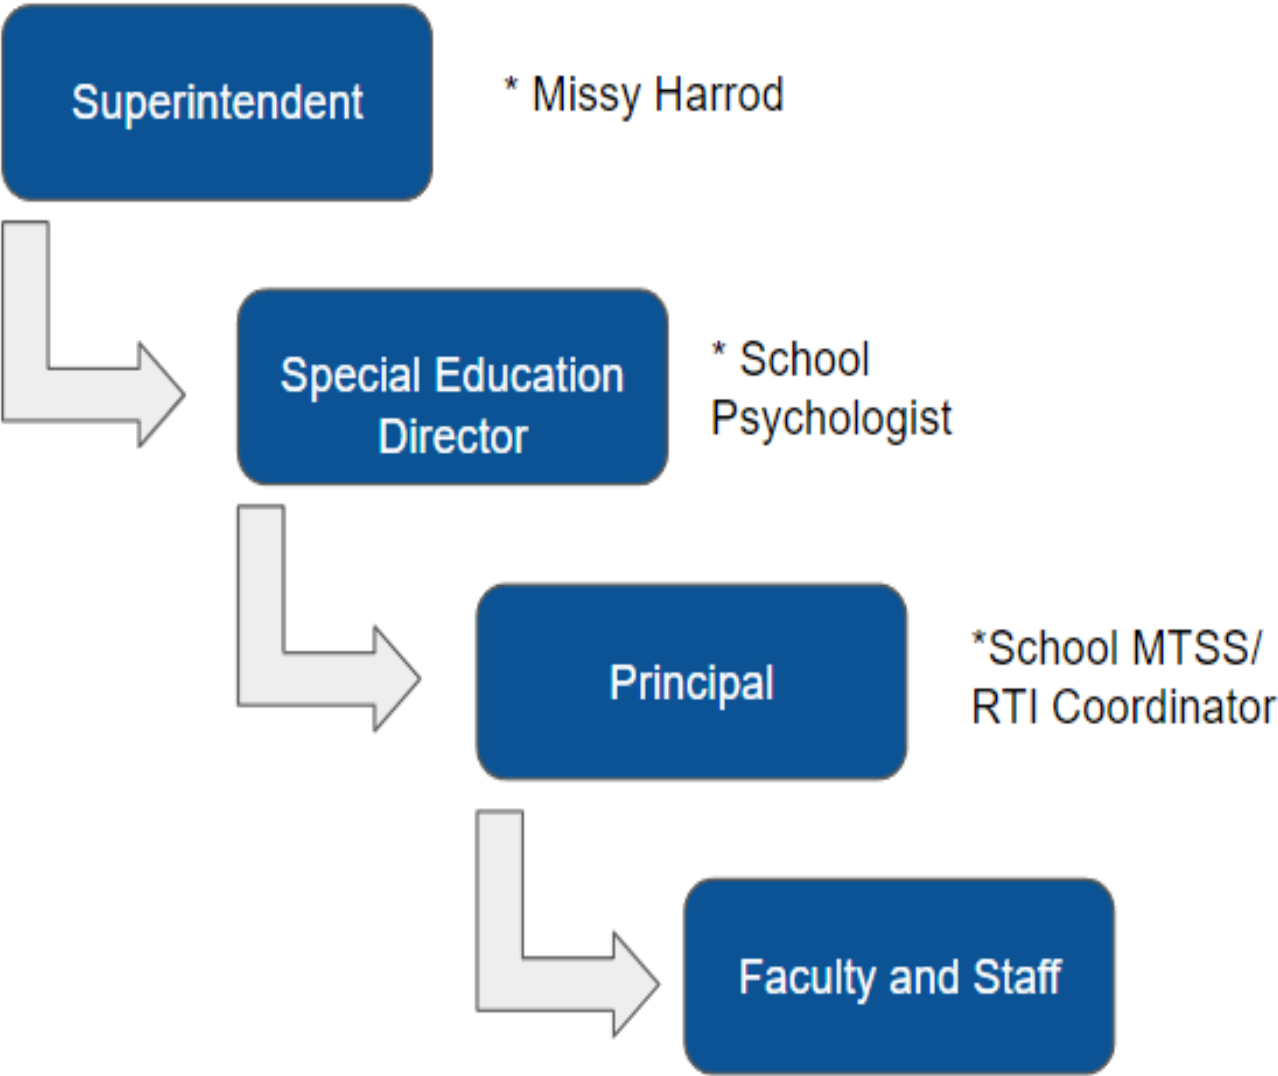 Superintendent
* Missy Harrod
Special Education
Director
* School
Psychologist
Principal
*School MTSS/
RTI Coordinator
Faculty and Staff